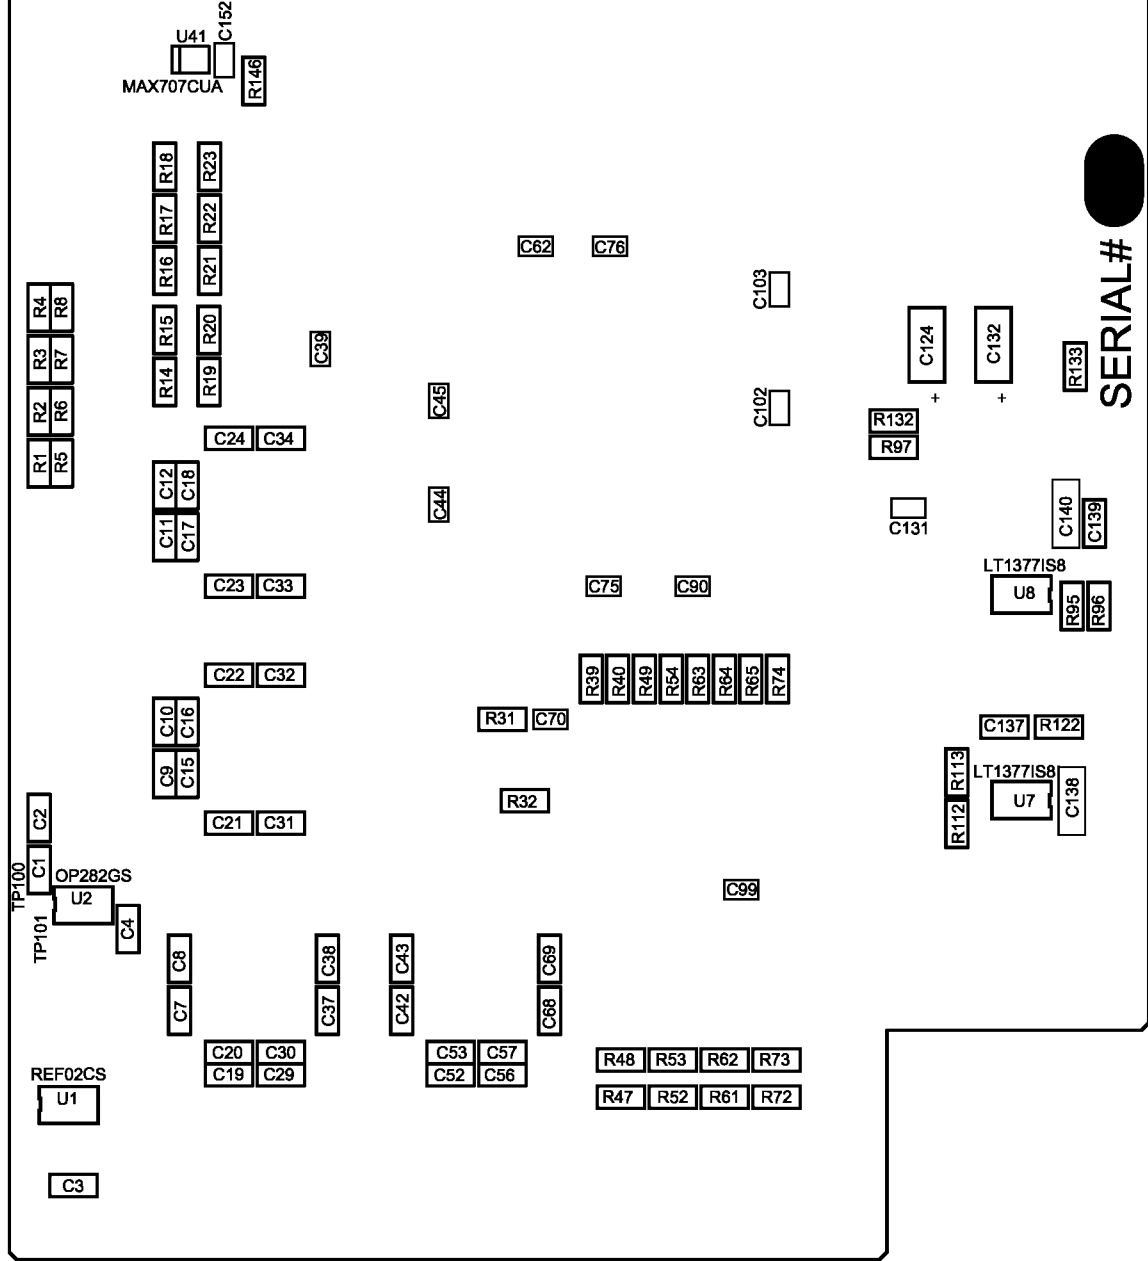 C152
U41
MAX707CUA
R146
R18
R23
R17
R22
R16
R21
C62
C76
C103
SERIAL#
R4
R8
R15
R20
C39
C124
C132
R133
R3
R7
R14
R19
C45
C102
+
+
R2
R6
R132
C24
C34
R97
R1
R5
C12
C18
C44
C140
C139
C131
C11
C17
LT1377IS8
U8
C23
C33
C75
C90
R95
R96
C22
C32
R39
R40
R49
R54
R63
R64
R65
R74
C10
C16
R31
C70
C137
R122
C9
C15
R113
LT1377IS8
R32
U7
C138
R112
C2
C21
C31
C1
TP100
OP282GS
U2
C99
TP101
C4
C8
C38
C43
C69
C7
C37
C42
C68
C20
C30
C53
C57
R48
R53
R62
R73
C19
C29
C52
C56
REF02CS
U1
R47
R52
R61
R72
C3